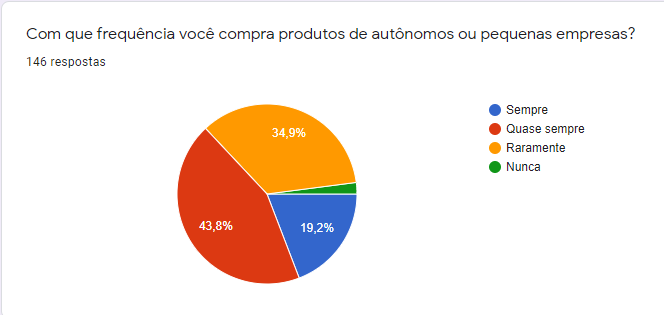 Com que frequência você compra produtos de autônomos ou pequenas empresas?
146 respostas
34,9%
43,8%
19,2%
Sempre
Quase sempre
Raramente
Nunca